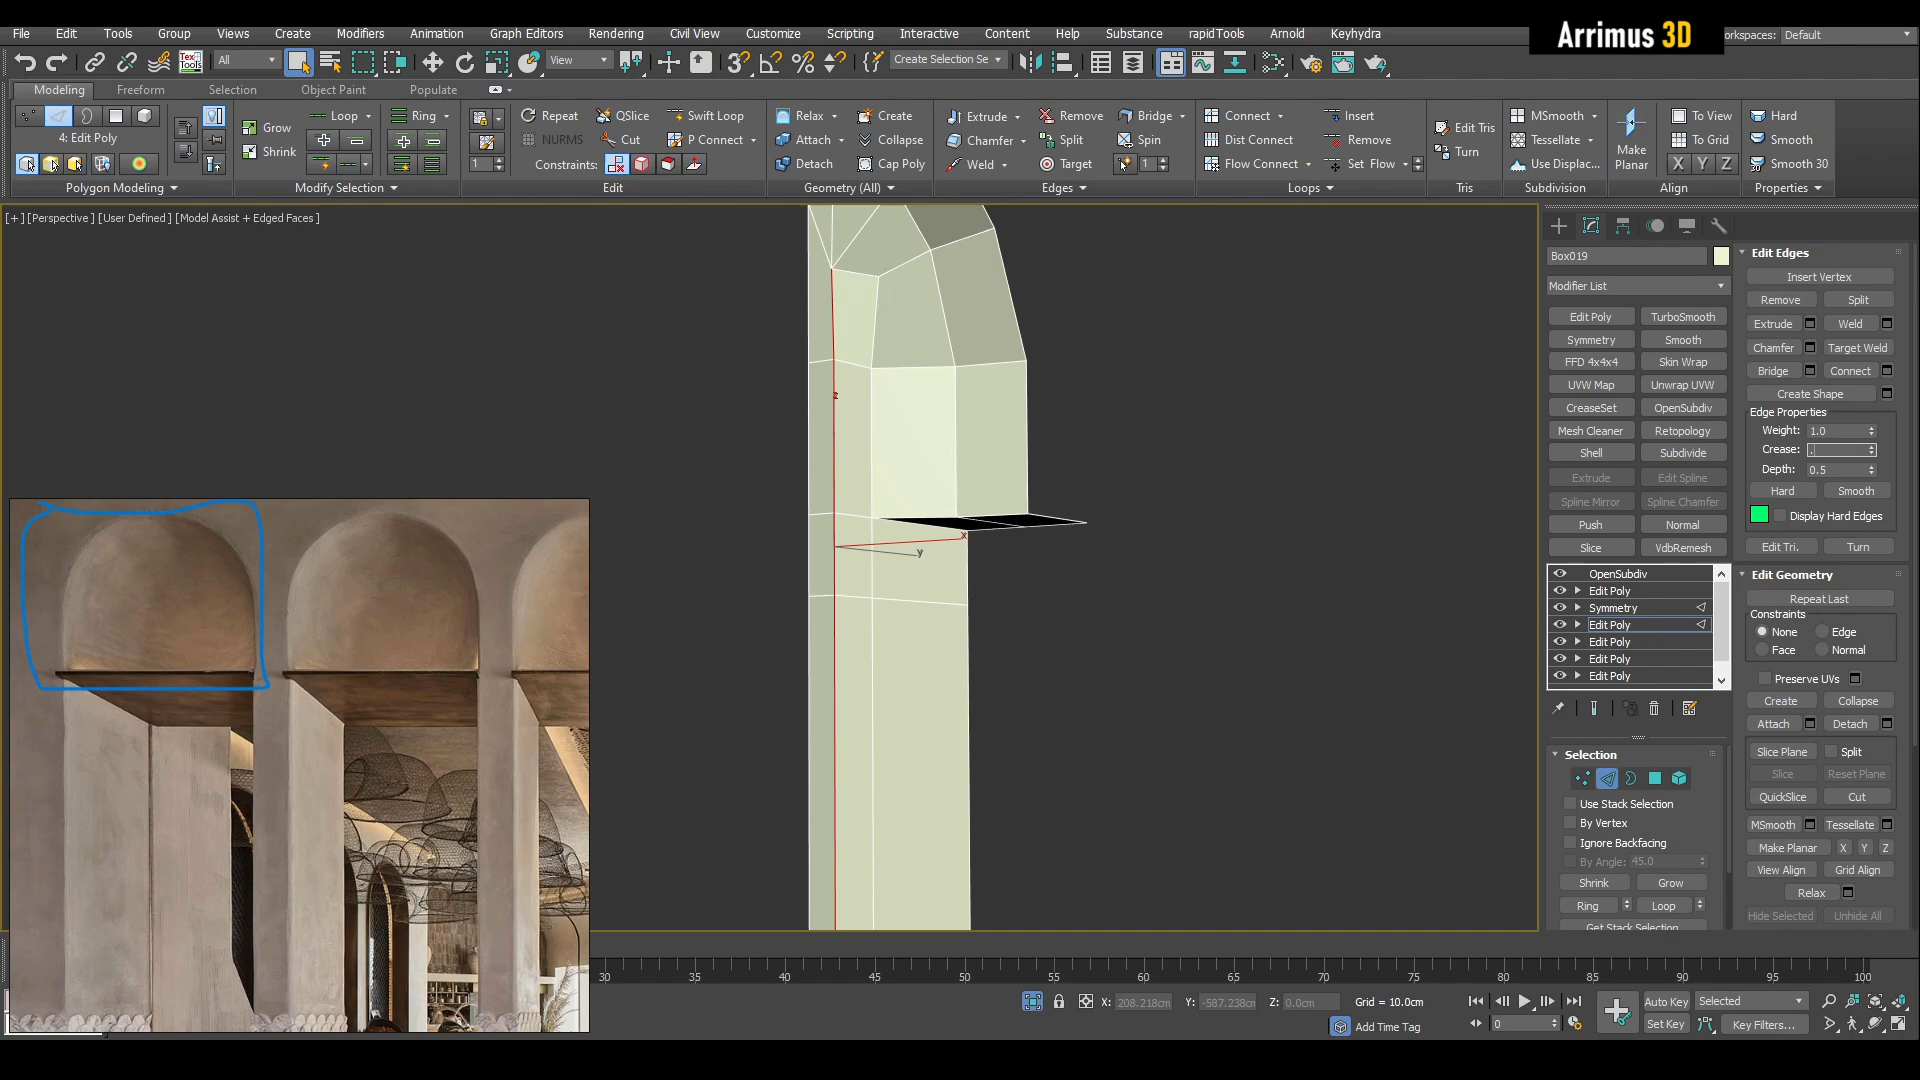 File Edit Tools Group Views Create Modifiers Animation Graph Editors Rendering Civil View Customize Scripting Interactive Content Help Substance rapidTools Arnold Keyhydra
Arrimus 3D
orkspaces: Default
Text Tools
All
View
Create Selection Se
Modeling Freeform Selection Object Paint Populate
Loop Ring Repeat QSlice Swift Loop Relax Create Extrude Remove Bridge Connect Insert MSmooth To View Hard
4: Edit Poly
Grow NURMS Cut P Connect Attach Collapse Chamfer Split Spin Dist Connect Remove Edit Tris Tessellate Make Planar To Grid Smooth
Shrink 1 Constraints: Detach Cap Poly Weld Target 1 Flow Connect Set Flow Turn Use Displac... X Y Z Smooth 30
Polygon Modeling Modify Selection Edit Geometry (All) Edges Loops Tris Subdivision Align Properties
[+] [Perspective] [User Defined] [Model Assist + Edged Faces]
z
x
y
Box019
Modifier List
Edit Poly TurboSmooth
Symmetry Smooth
FFD 4x4x4 Skin Wrap
UVW Map Unwrap UVW
CreaseSet OpenSubdiv
Mesh Cleaner Retopology
Shell Subdivide
Extrude Edit Spline
Spline Mirror Spline Chamfer
Push Normal
Slice VdbRemesh
OpenSubdiv
Edit Poly
Symmetry
Edit Poly
Edit Poly
Edit Poly
Edit Poly
Selection
Use Stack Selection
By Vertex
Ignore Backfacing
By Angle: 45.0
Shrink Grow
Ring Loop
Get Stack Selection
Edit Edges
Insert Vertex
Remove Split
Extrude Weld
Chamfer Target Weld
Bridge Connect
Create Shape
Edge Properties
Weight: 1.0
Crease: .
Depth: 0.5
Hard Smooth
Display Hard Edges
Edit Tri. Turn
Edit Geometry
Repeat Last
Constraints
None Edge
Face Normal
Preserve UVs
Create Collapse
Attach Detach
Slice Plane Split
Slice Reset Plane
QuickSlice Cut
MSmooth Tessellate
Make Planar X Y Z
View Align Grid Align
Relax
Hide Selected Unhide All
30 35 40 45 50 55 60 65 70 75 80 85 90 95 100
X: 208.218cm Y: -587.238cm Z: 0.0cm Grid = 10.0cm
Add Time Tag
0
Auto Key Selected
Set Key Key Filters...